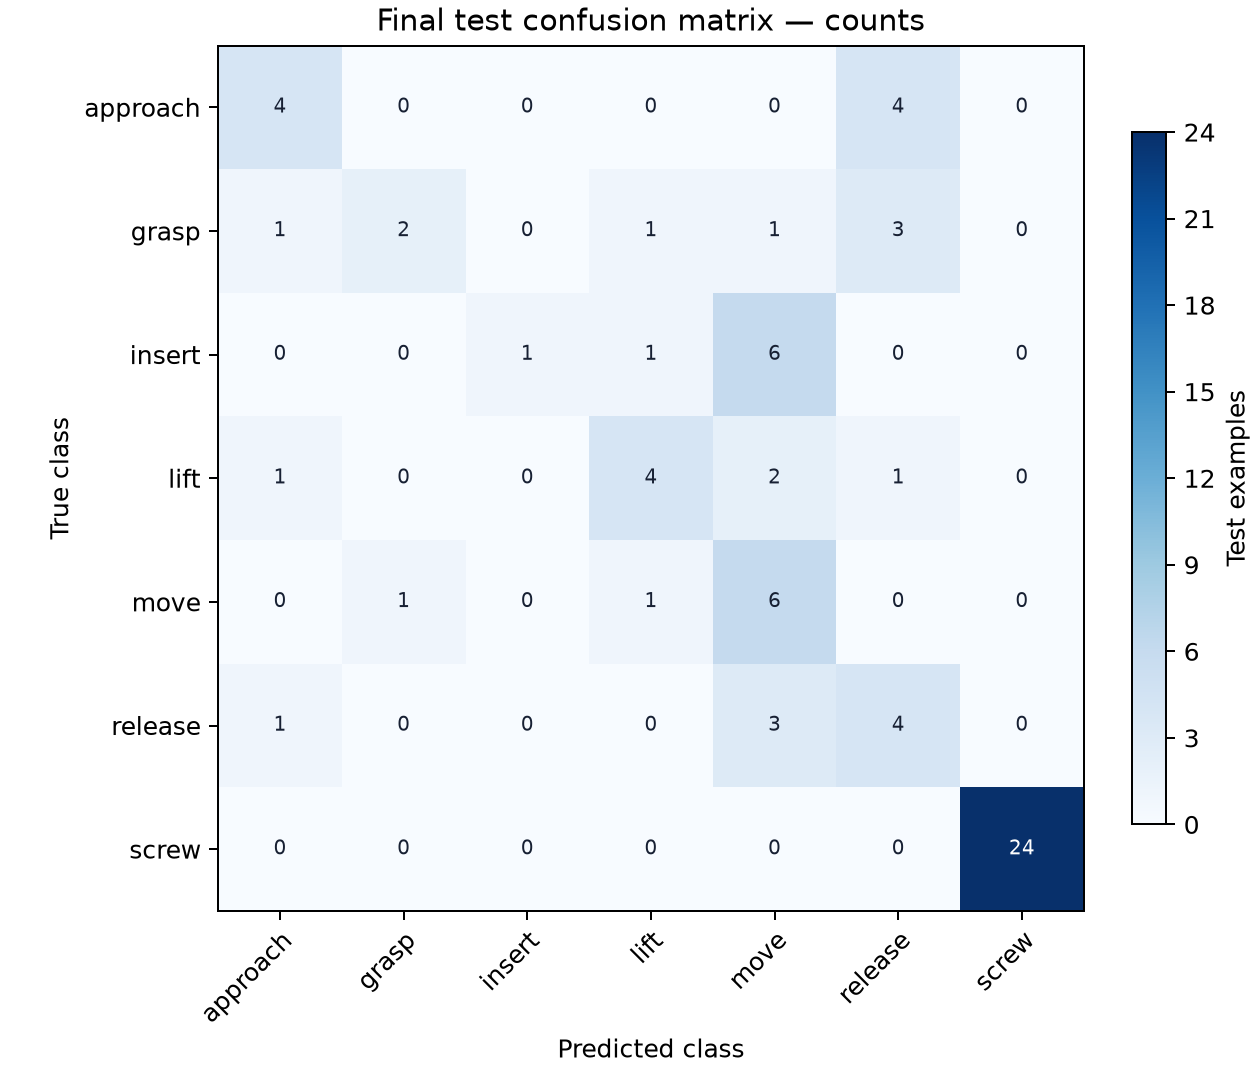 Final test confusion matrix — counts
approach 4 0 0 0 0 4 0
grasp 1 2 0 1 1 3 0
insert 0 0 1 1 6 0 0
lift 1 0 0 4 2 1 0
move 0 1 0 1 6 0 0
release 1 0 0 0 3 4 0
screw 0 0 0 0 0 0 24
True class
approach grasp insert lift move release screw
Predicted class
24
21
18
15
12
9
6
3
0
Test examples